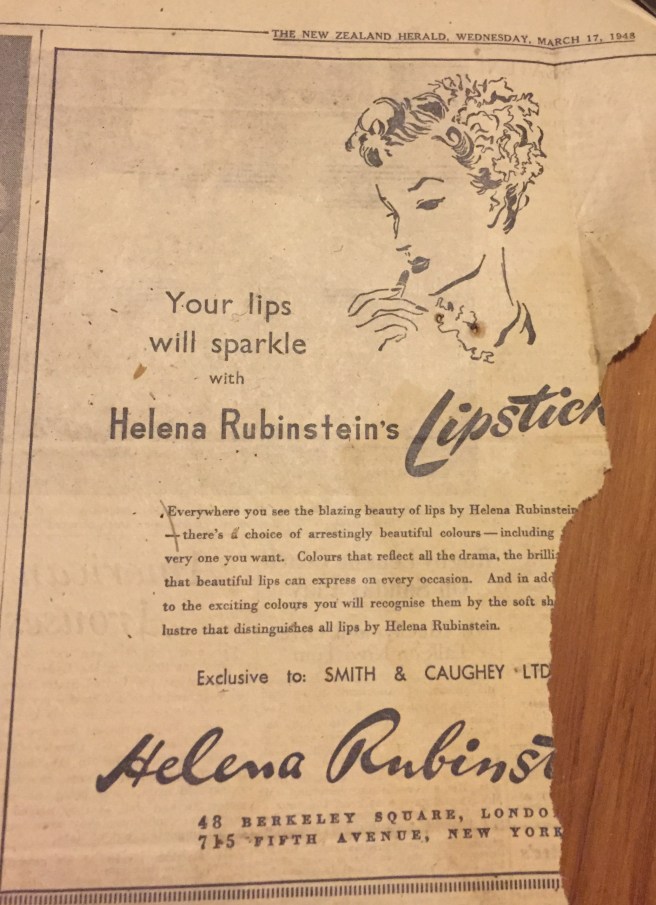 THE NEW ZEALAND HERALD, WEDNESDAY, MARCH 17, 1948
Your lips
will sparkle
with
Helena Rubinstein's Lipstick
Everywhere you see the blazing beauty of lips by Helena Rubinstein
—there's a choice of arrestingly beautiful colours—including
very one you want. Colours that reflect all the drama, the brillia
that beautiful lips can express on every occasion. And in add
to the exciting colours you will recognise them by the soft sh
lustre that distinguishes all lips by Helena Rubinstein.
Exclusive to: SMITH & CAUGHEY LTD
Helena Rubinst
48 BERKELEY SQUARE, LONDO
715 FIFTH AVENUE, NEW YORK